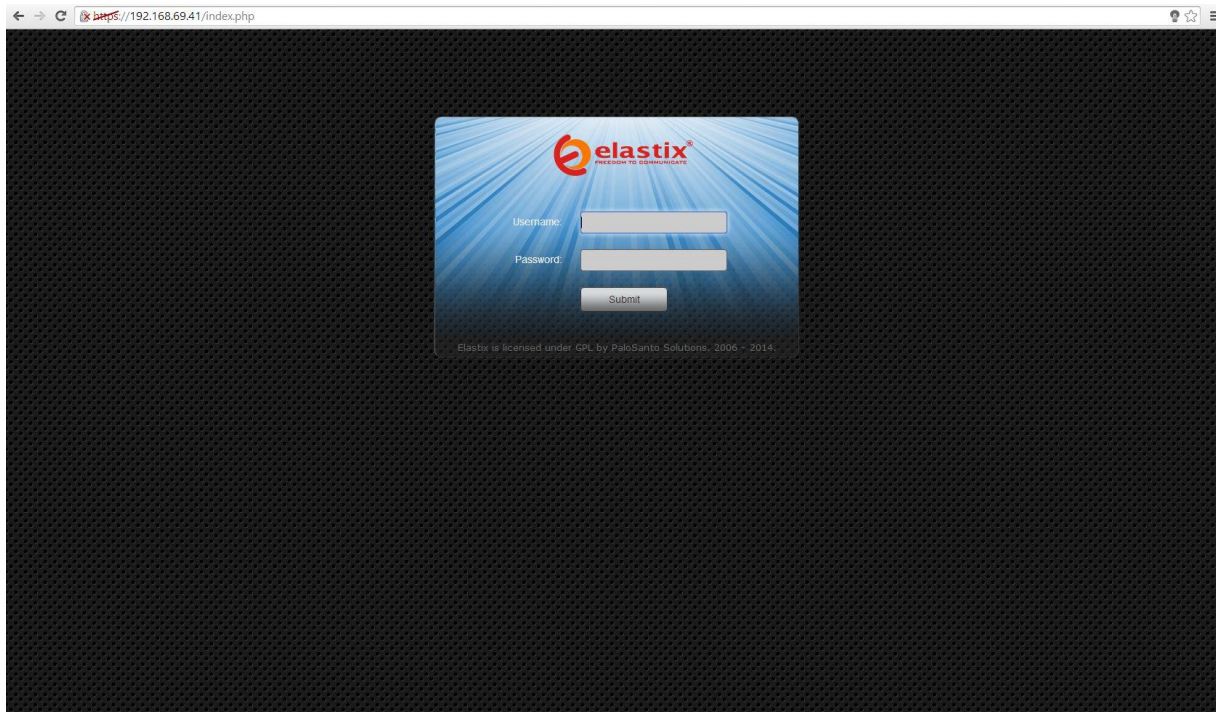 https://192.168.69.41/index.php
elastix®
FREEDOM TO COMMUNICATE
Username:
Password:
Submit
Elastix is licensed under GPL by PaloSanto Solutions. 2006 - 2014.